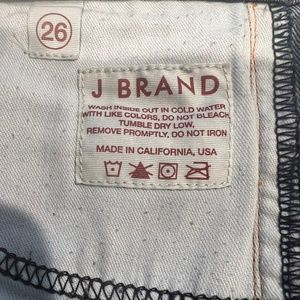 26
J BRAND
WASH INSIDE OUT IN COLD WATER
WITH LIKE COLORS, DO NOT BLEACH
TUMBLE DRY LOW,
REMOVE PROMPTLY, DO NOT IRON
MADE IN CALIFORNIA, USA